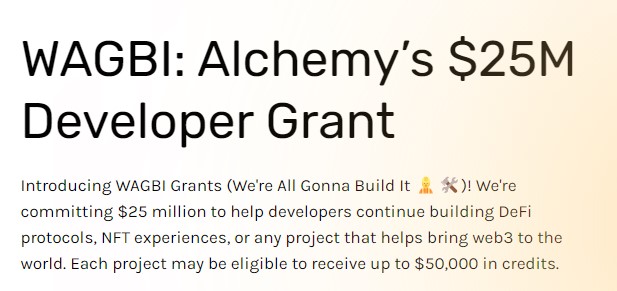 WAGBI: Alchemy’s $25M
Developer Grant
Introducing WAGBI Grants (We're All Gonna Build It 👷 🛠)! We're
committing $25 million to help developers continue building DeFi
protocols, NFT experiences, or any project that helps bring web3 to the
world. Each project may be eligible to receive up to $50,000 in credits.